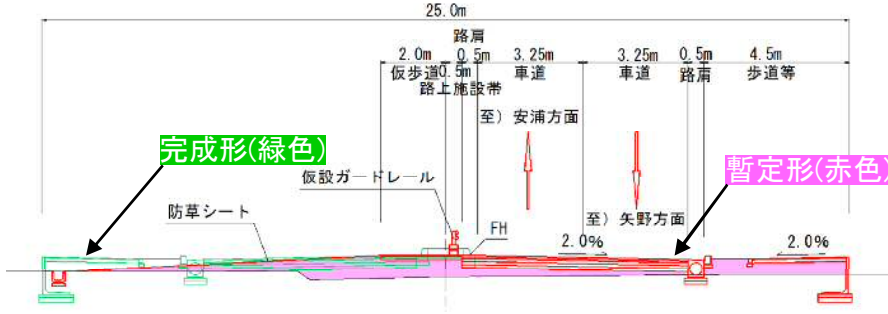 25.0m
路肩
2.0m 0.5m 3.25m 3.25m 0.5m 4.5m
仮歩道 0.5m 車道 車道 路肩 歩道等
路上施設帯
至) 安浦方面
完成形(緑色)
仮設ガードレール
暫定形(赤色)
防草シート
至) 矢野方面
FH
2.0% 2.0%